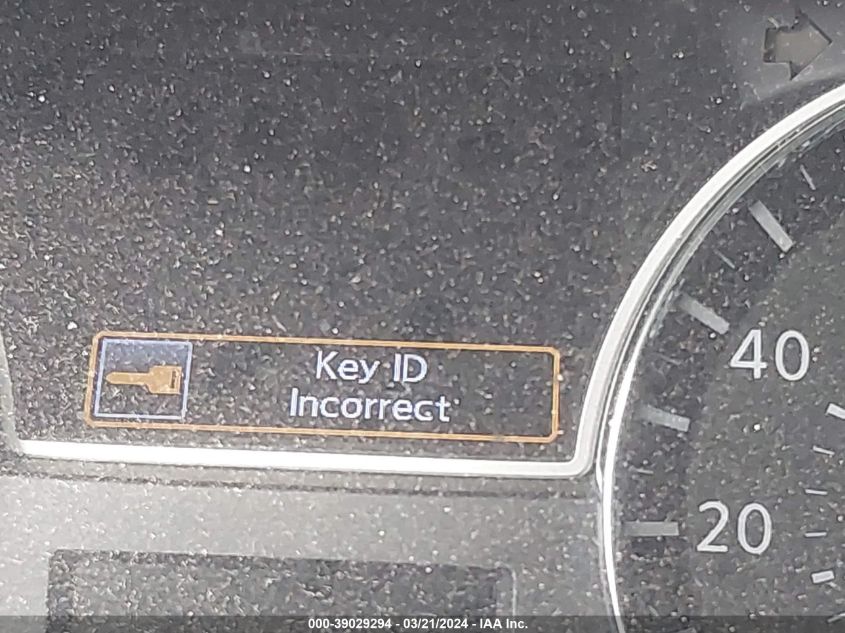 Key ID
Incorrect
40
20
000-39029294 - 03/21/2024 - IAA Inc.